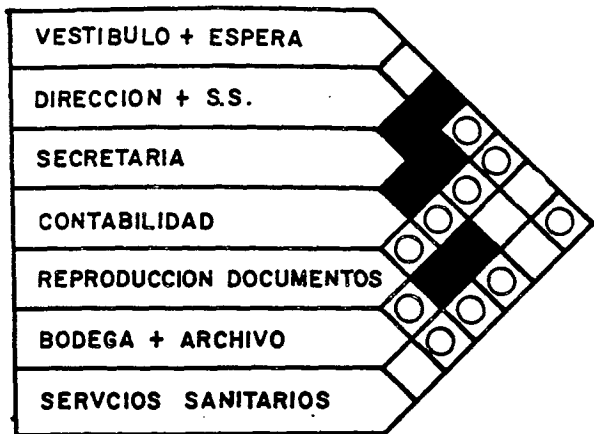 VESTIBULO + ESPERA
DIRECCION + S.S.
SECRETARIA
CONTABILIDAD
REPRODUCCION DOCUMENTOS
BODEGA + ARCHIVO
SERVCIOS SANITARIOS